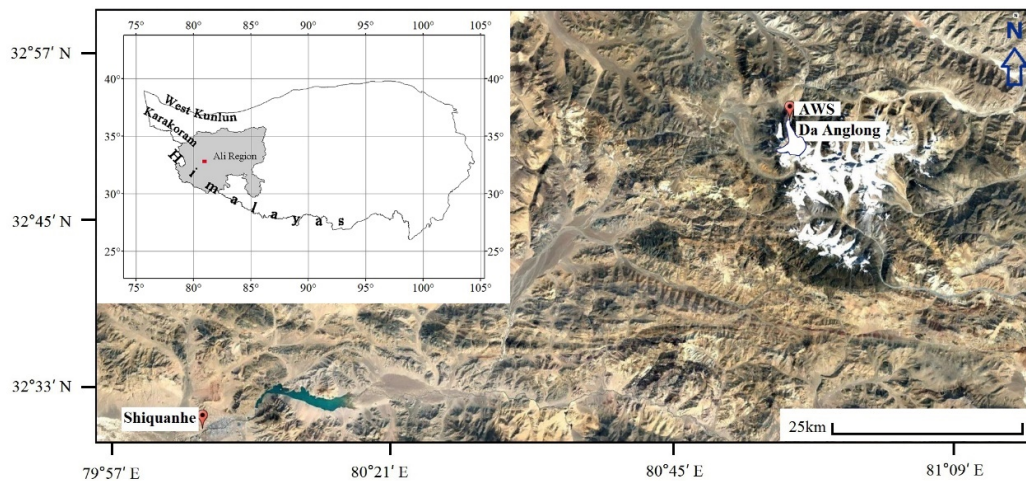 32°57′ N
32°45′ N
32°33′ N
75° 80° 85° 90° 95° 100° 105°
40° 40°
35° 35°
30° 30°
25° 25°
75° 80° 85° 90° 95° 100° 105°
West Kunlun
Karakoram
Ali Region
Himalayas
N
AWS
Da Anglong
Shiquanhe
25km
79°57′ E 80°21′ E 80°45′ E 81°09′ E